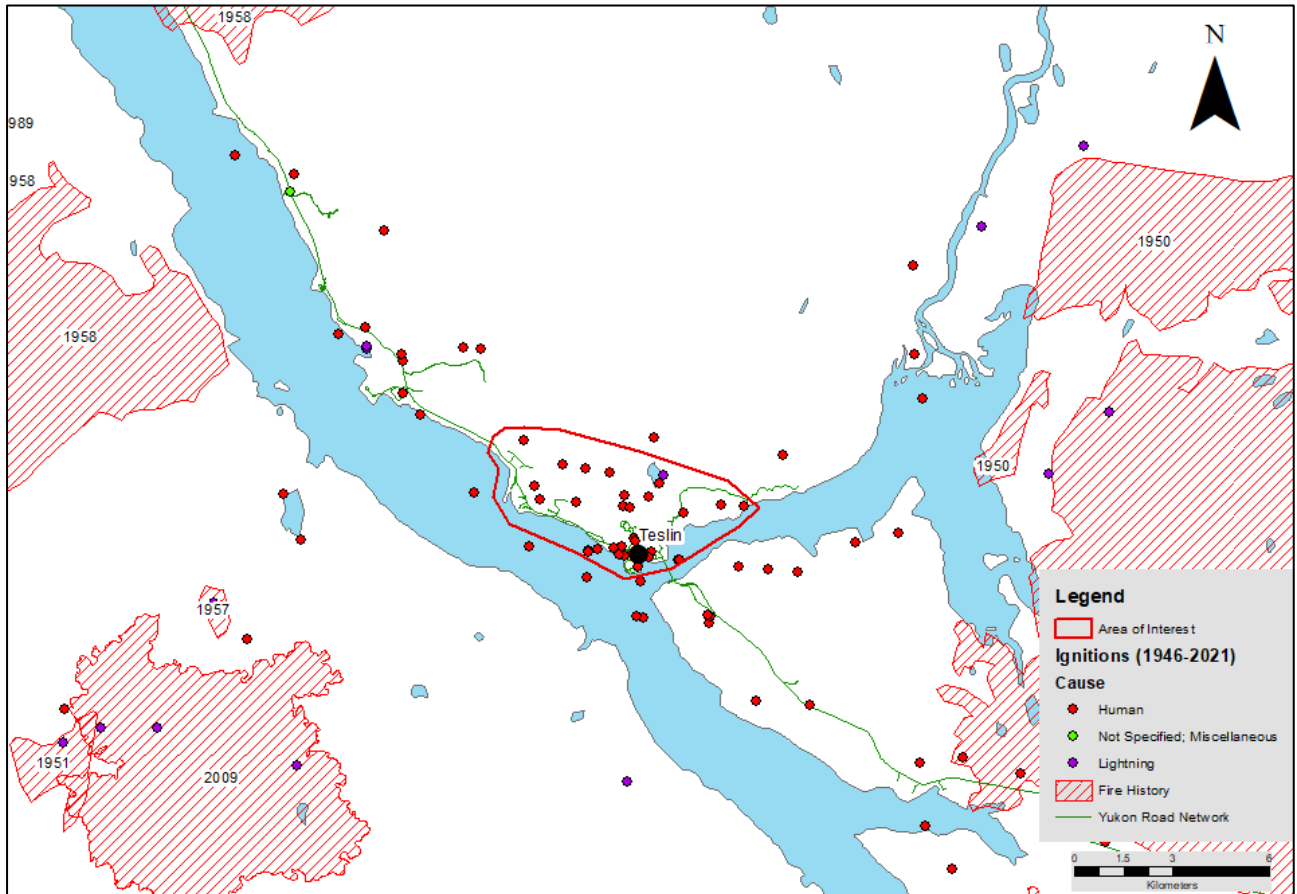 1958
N
989
958
1950
1958
1950
Teslin
1957
1951
2009
Legend
Area of Interest
Ignitions (1946-2021)
Cause
Human
Not Specified; Miscellaneous
Lightning
Fire History
Yukon Road Network
0 1.5 3 6
Kilometers